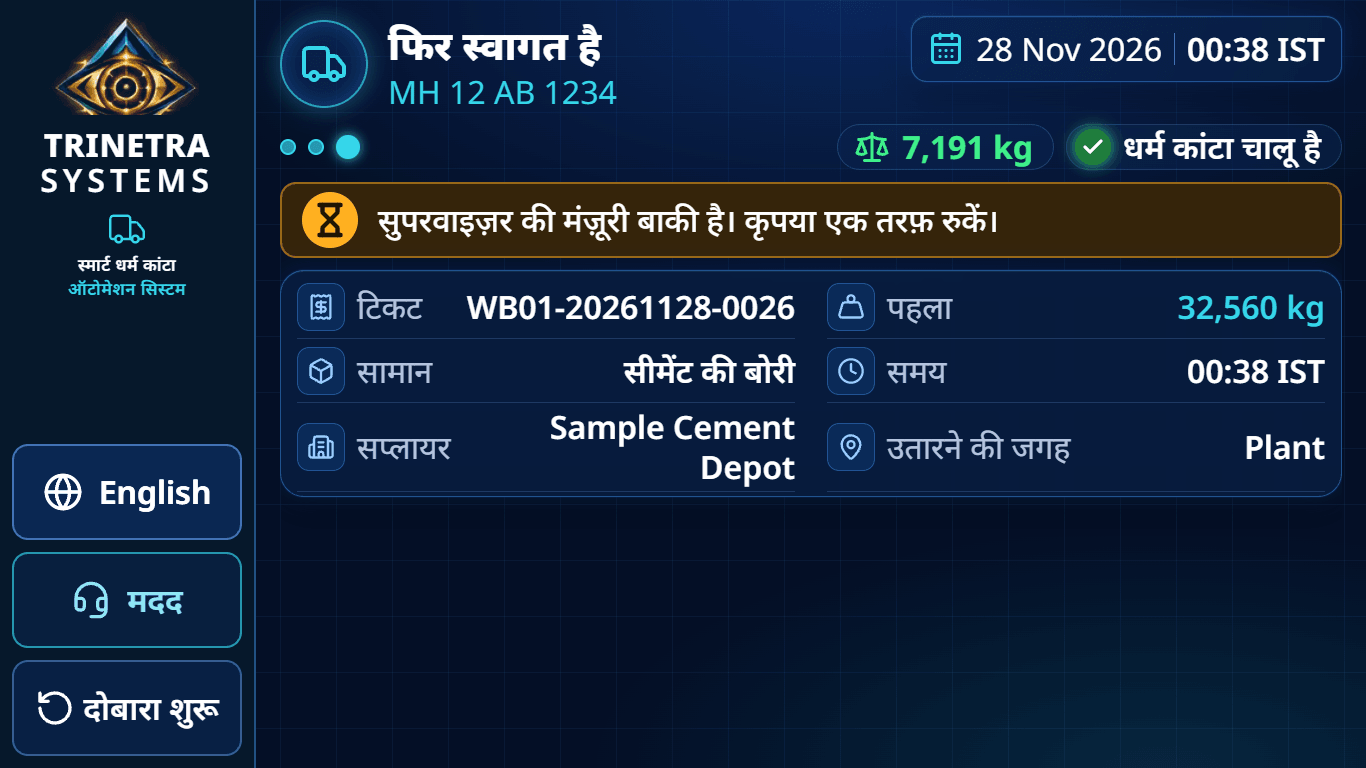 TRINETRA
SYSTEMS
स्मार्ट धर्म कांटा
ऑटोमेशन सिस्टम
English
मदद
दोबारा शुरू
फिर स्वागत है
MH 12 AB 1234
28 Nov 2026
00:38 IST
7,191 kg
धर्म कांटा चालू है
सुपरवाइज़र की मंज़ूरी बाकी है। कृपया एक तरफ़ रुकें।
टिकट
WB01-20261128-0026
पहला
32,560 kg
सामान
सीमेंट की बोरी
समय
00:38 IST
सप्लायर
Sample Cement
Depot
उतारने की जगह
Plant